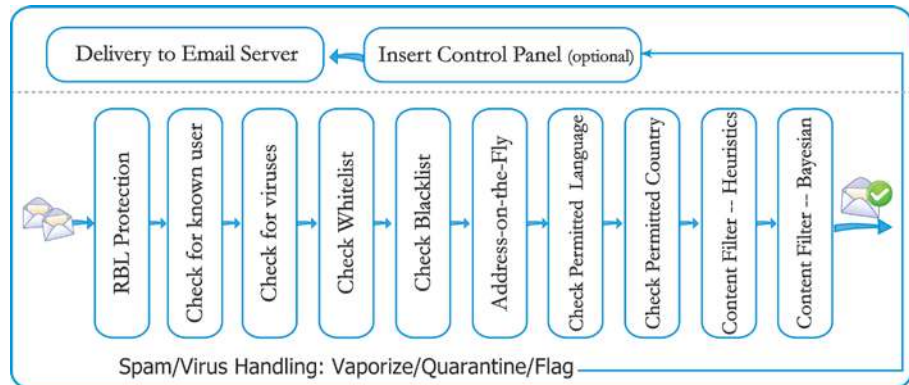 Delivery to Email Server
Insert Control Panel (optional)
RBL Protection
Check for known user
Check for viruses
Check Whitelist
Check Blacklist
Address-on-the-Fly
Check Permitted Language
Check Permitted Country
Content Filter -- Heuristics
Content Filter -- Bayesian
Spam/Virus Handling: Vaporize/Quarantine/Flag